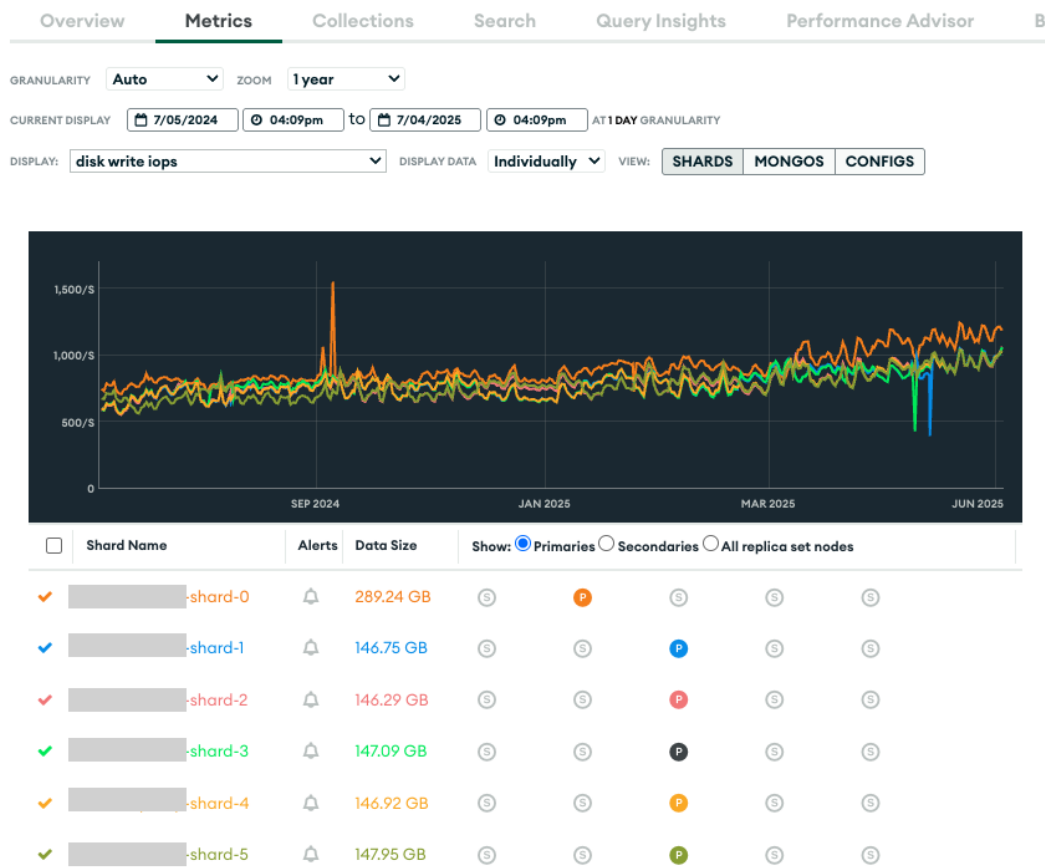 Overview Metrics Collections Search Query Insights Performance Advisor B
GRANULARITY Auto ZOOM 1 year
CURRENT DISPLAY 7/05/2024 04:09pm to 7/04/2025 04:09pm AT 1 DAY GRANULARITY
DISPLAY: disk write iops DISPLAY DATA Individually VIEW: SHARDS MONGOS CONFIGS
1,500/S
1,000/S
500/S
0
SEP 2024 JAN 2025 MAR 2025 JUN 2025
Shard Name Alerts Data Size Show: Primaries Secondaries All replica set nodes
-shard-0 289.24 GB S P S S S
-shard-1 146.75 GB S S P S S
-shard-2 146.29 GB S S P S S
-shard-3 147.09 GB S S P S S
-shard-4 146.92 GB S S P S S
-shard-5 147.95 GB S S P S S